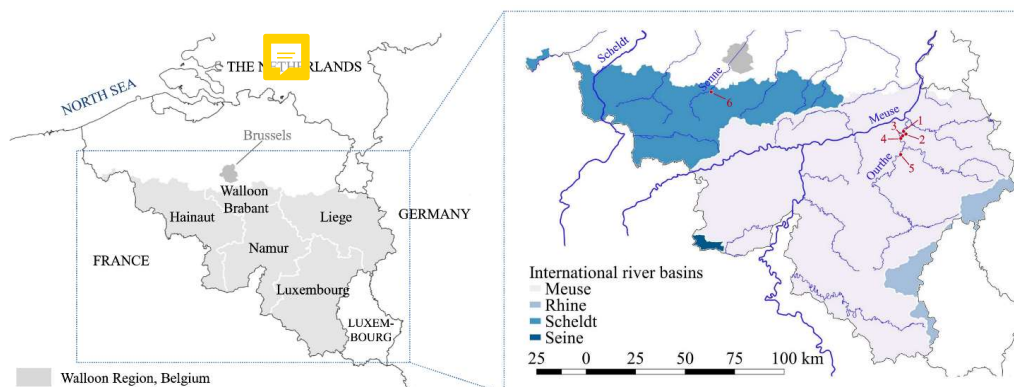 THE NETHERLANDS
NORTH SEA
Brussels
Walloon
Brabant
Hainaut
Liege
GERMANY
Namur
FRANCE
Luxembourg
LUXEM-
BOURG
Walloon Region, Belgium
Scheldt
Senne
6
Meuse
3
1
4
2
Ourthe
5
International river basins
Meuse
Rhine
Scheldt
Seine
25 0 25 50 75 100 km